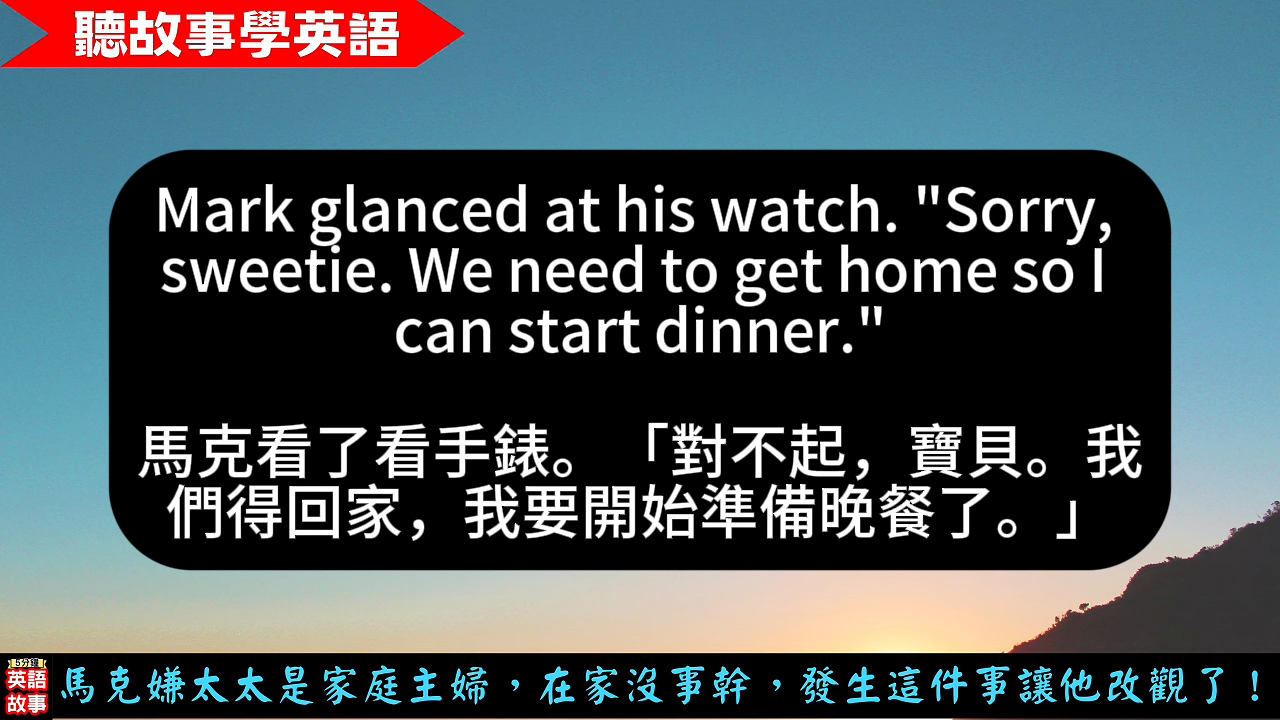 聽故事學英語
Mark glanced at his watch. "Sorry,
sweetie. We need to get home so I
can start dinner."
馬克看了看手錶。「對不起，寶貝。我
們得回家，我要開始準備晚餐了。」
5分鐘
英語
故事
馬克嫌太太是家庭主婦，在家沒事幹，發生這件事讓他改觀了！